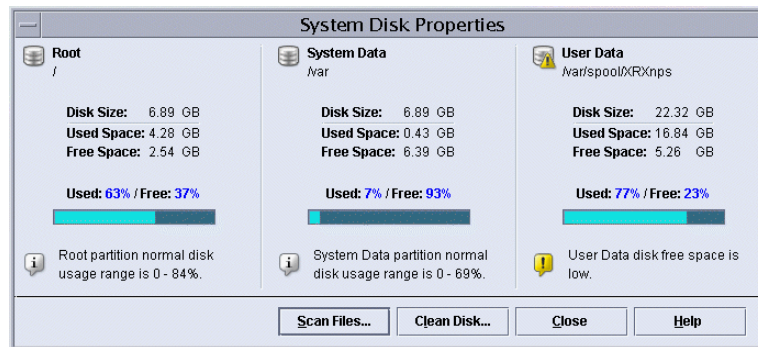 System Disk Properties
Root
/
Disk Size: 6.89 GB
Used Space: 4.28 GB
Free Space: 2.54 GB
Used: 63% / Free: 37%
Root partition normal disk
usage range is 0 - 84%.
System Data
/var
Disk Size: 6.89 GB
Used Space: 0.43 GB
Free Space: 6.39 GB
Used: 7% / Free: 93%
System Data partition normal
disk usage range is 0 - 69%.
User Data
/var/spool/XRXnps
Disk Size: 22.32 GB
Used Space: 16.84 GB
Free Space: 5.26 GB
Used: 77% / Free: 23%
User Data disk free space is
low.
Scan Files...
Clean Disk...
Close
Help